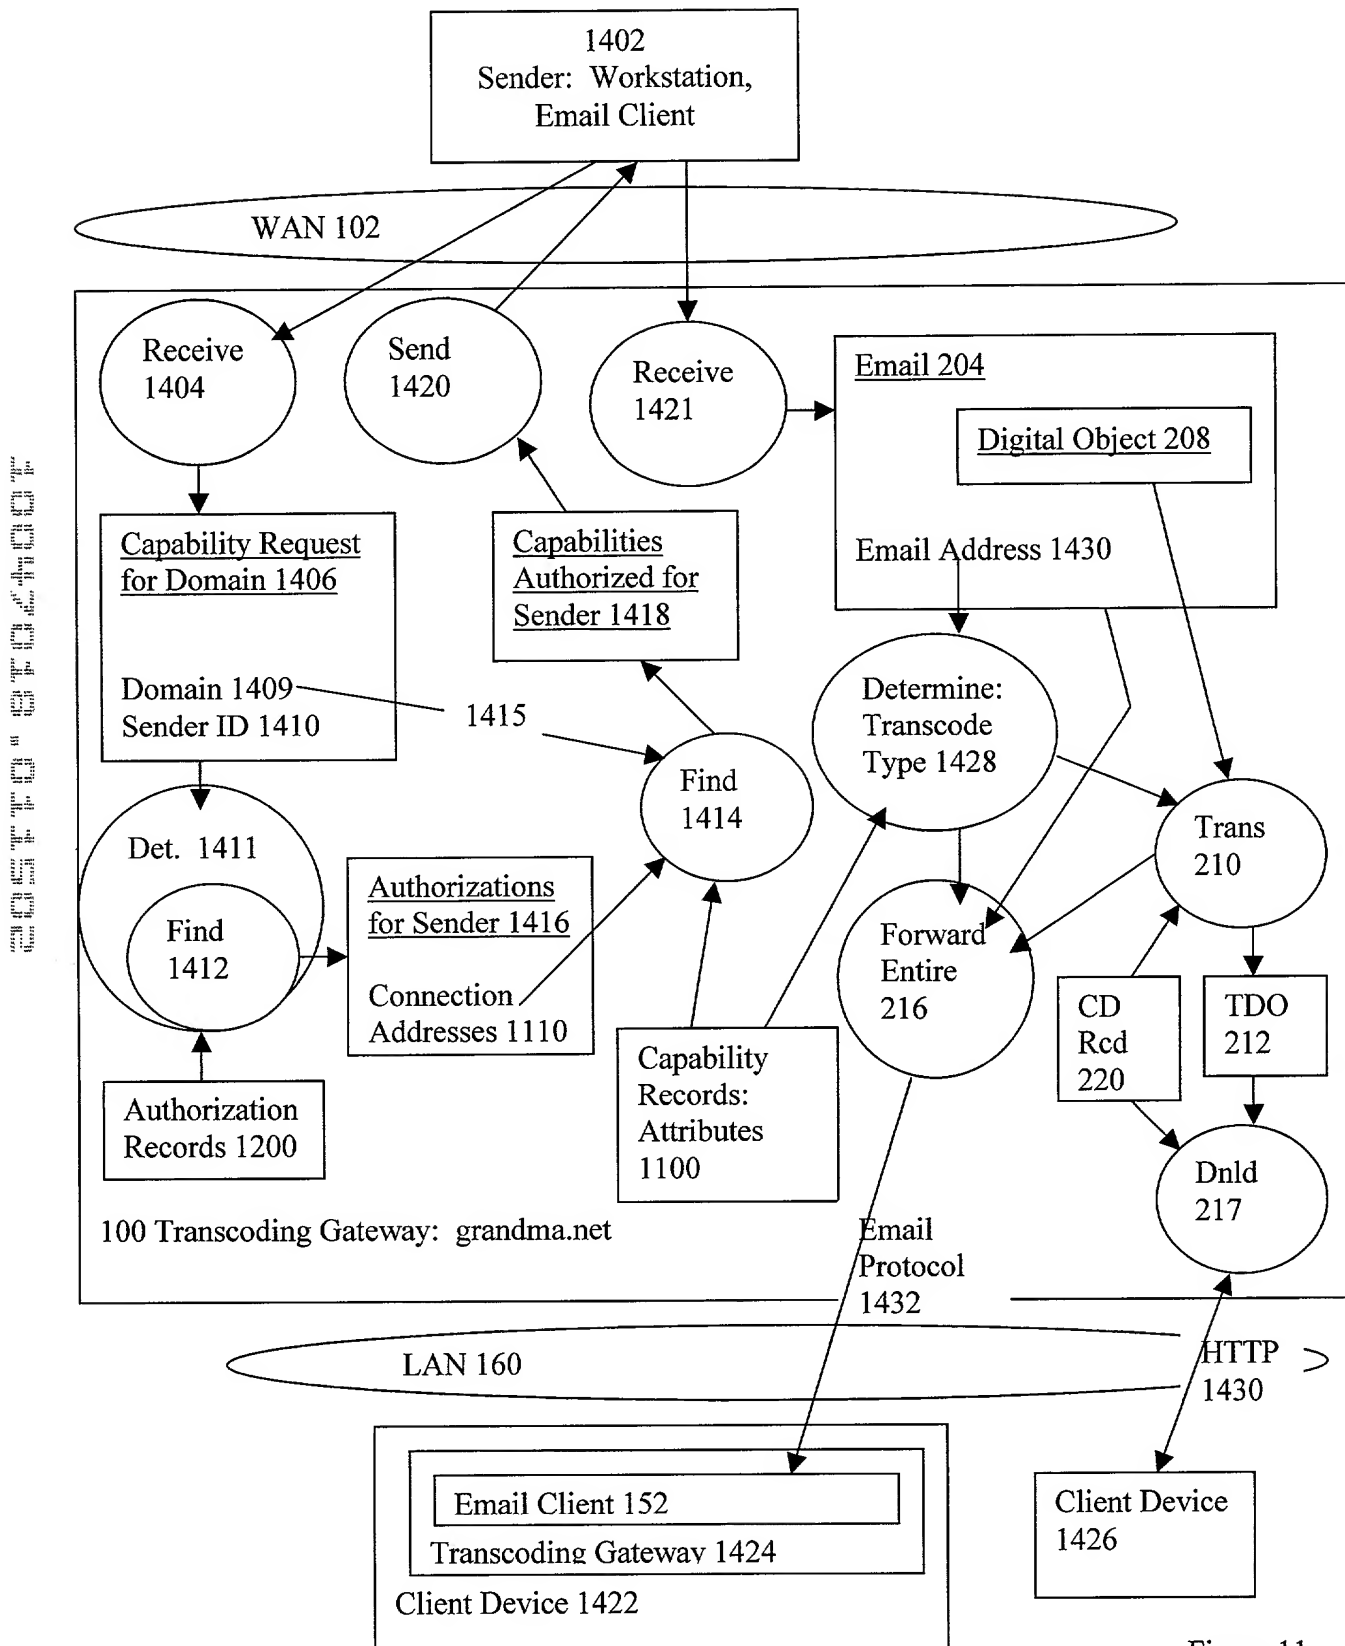 1402
Sender: Workstation,
Email Client
WAN 102
Receive
1404
Send
1420
Receive
1421
Email 204
Digital Object 208
Email Address 1430
Capability Request
for Domain 1406
Domain 1409
Sender ID 1410
Capabilities
Authorized for
Sender 1418
1415
Determine:
Transcode
Type 1428
Find
1414
Trans
210
Det. 1411
Find
1412
Authorizations
for Sender 1416
Connection
Addresses 1110
Forward
Entire
216
CD
Rcd
220
TDO
212
Authorization
Records 1200
Capability
Records:
Attributes
1100
Dnld
217
100 Transcoding Gateway: grandma.net
Email
Protocol
1432
LAN 160
HTTP
1430
Email Client 152
Transcoding Gateway 1424
Client Device 1422
Client Device
1426